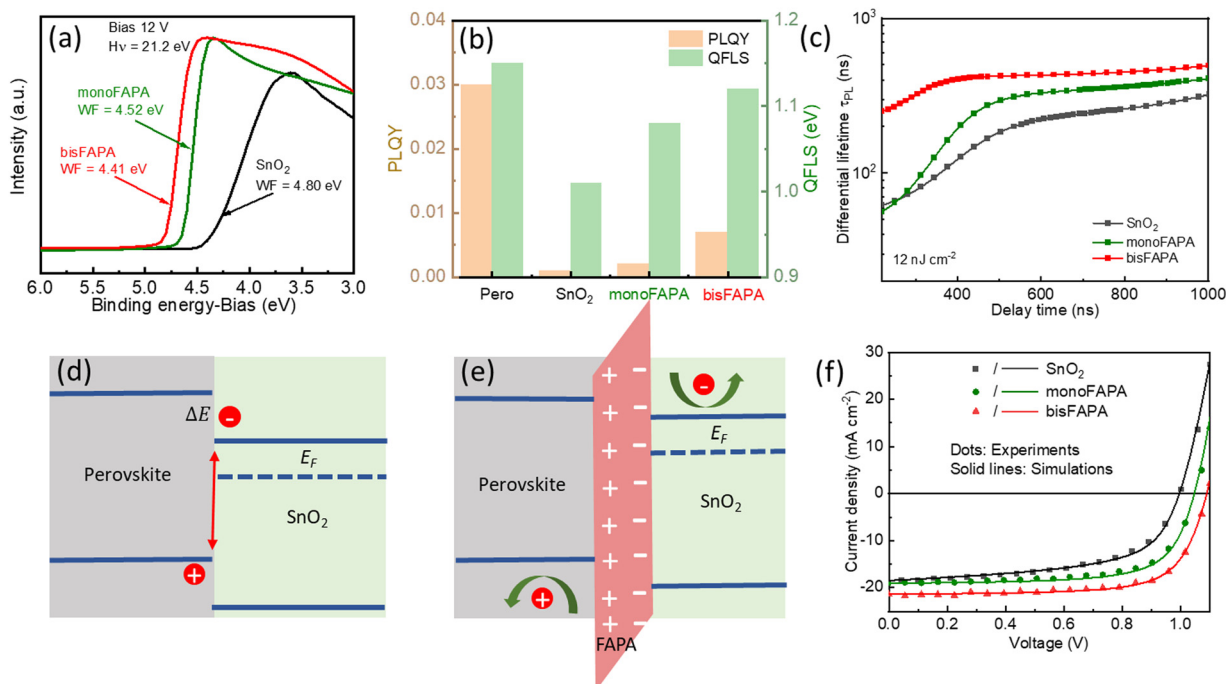 (a)
Bias 12 V
Hν = 21.2 eV
monoFAPA
WF = 4.52 eV
bisFAPA
WF = 4.41 eV
SnO₂
WF = 4.80 eV
Intensity (a.u.)
6.0 5.5 5.0 4.5 4.0 3.5 3.0
Binding energy-Bias (eV)
(b)
PLQY
QFLS
0.04
0.03
0.02
0.01
0.00
PLQY
1.2
1.1
1.0
0.9
QFLS (eV)
Pero SnO₂ monoFAPA bisFAPA
(c)
Differential lifetime τPL (ns)
10³
10²
SnO₂
monoFAPA
bisFAPA
12 nJ cm⁻²
400 600 800 1000
Delay time (ns)
(d)
ΔE
-
EF
Perovskite
SnO₂
+
(e)
+ -
+ -
+ -
+ -
+ -
+ -
+ -
+ -
+ -
+ -
-
EF
Perovskite
SnO₂
+
FAPA
(f)
/ SnO₂
/ monoFAPA
/ bisFAPA
Dots: Experiments
Solid lines: Simulations
Current density (mA cm⁻²)
30
20
10
0
-10
-20
0.0 0.2 0.4 0.6 0.8 1.0
Voltage (V)